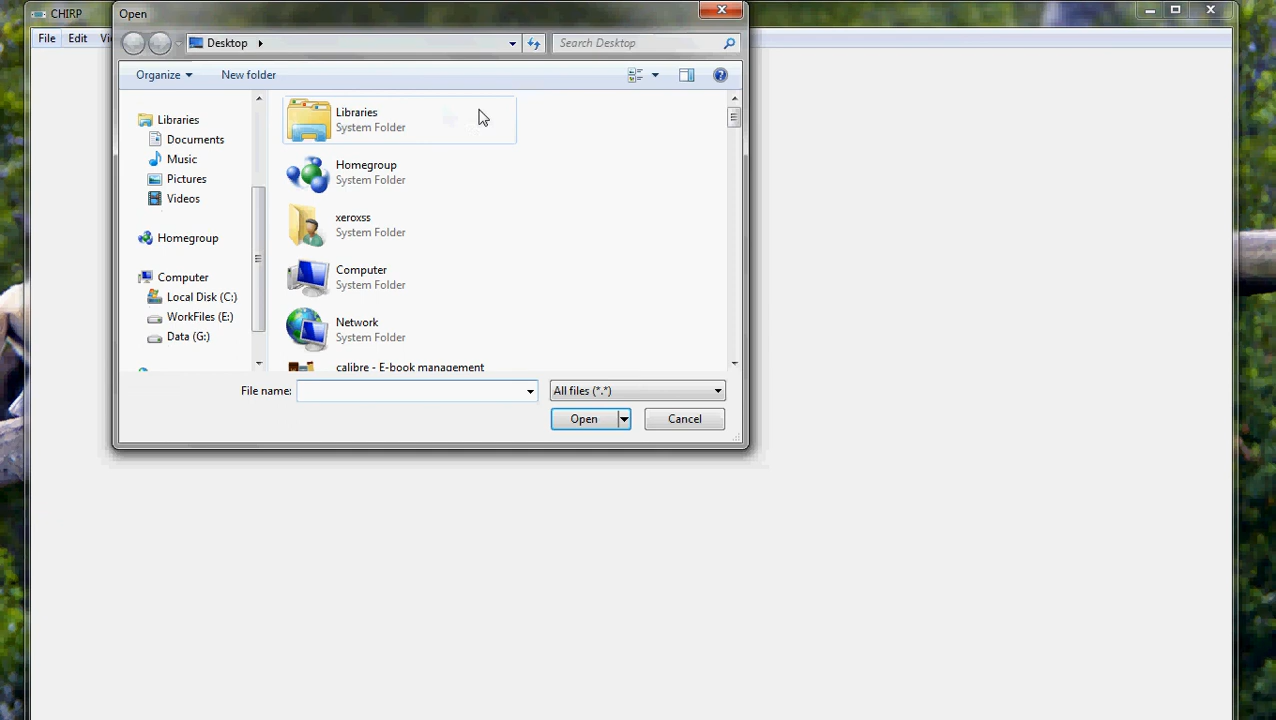 CHIRP
Open
File Edit Vi
Desktop
Search Desktop
Organize
New folder
Libraries
Documents
Music
Pictures
Videos
Homegroup
Computer
Local Disk (C:)
WorkFiles (E:)
Data (G:)
Libraries
System Folder
Homegroup
System Folder
xeroxss
System Folder
Computer
System Folder
Network
System Folder
calibre - E-book management
File name:
All files (*.*)
Open
Cancel